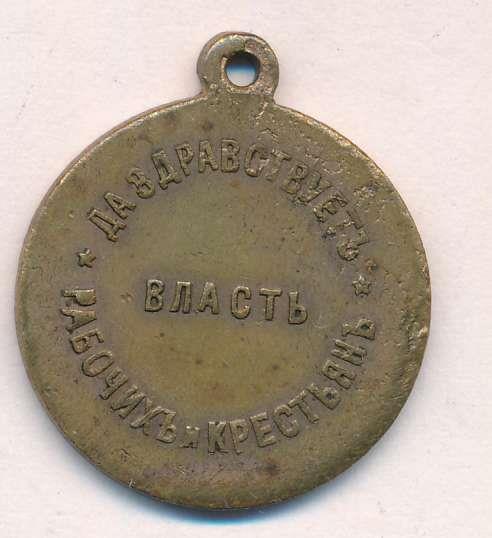 ДА ЗДРАВСТВУЕТЪ
ВЛАСТЬ
РАБОЧИХЪ И КРЕСТЬЯНЪ